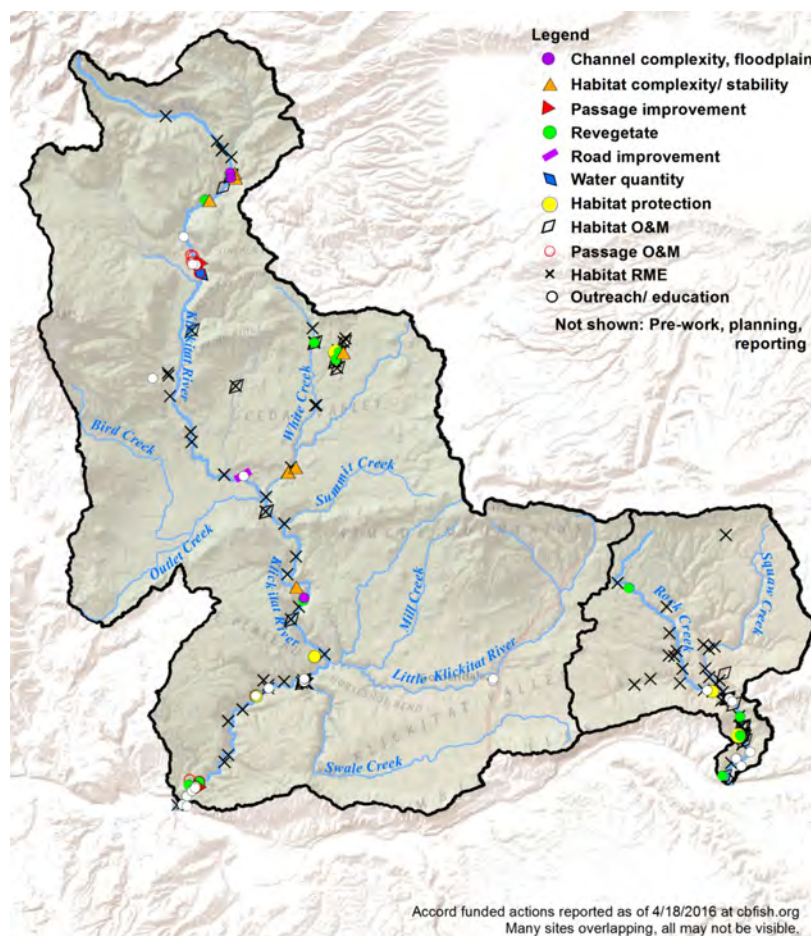 Legend
Channel complexity, floodplain
Habitat complexity/ stability
Passage improvement
Revegetate
Road improvement
Water quantity
Habitat protection
Habitat O&M
Passage O&M
Habitat RME
Outreach/ education
Not shown: Pre-work, planning,
reporting
Klickitat River
White Creek
Bird Creek
Summit Creek
Outlet Creek
Klickitat River
Mill Creek
Little Klickitat River
Swale Creek
Rock Creek
Squaw Creek
Accord funded actions reported as of 4/18/2016 at cbfish.org
Many sites overlapping, all may not be visible.